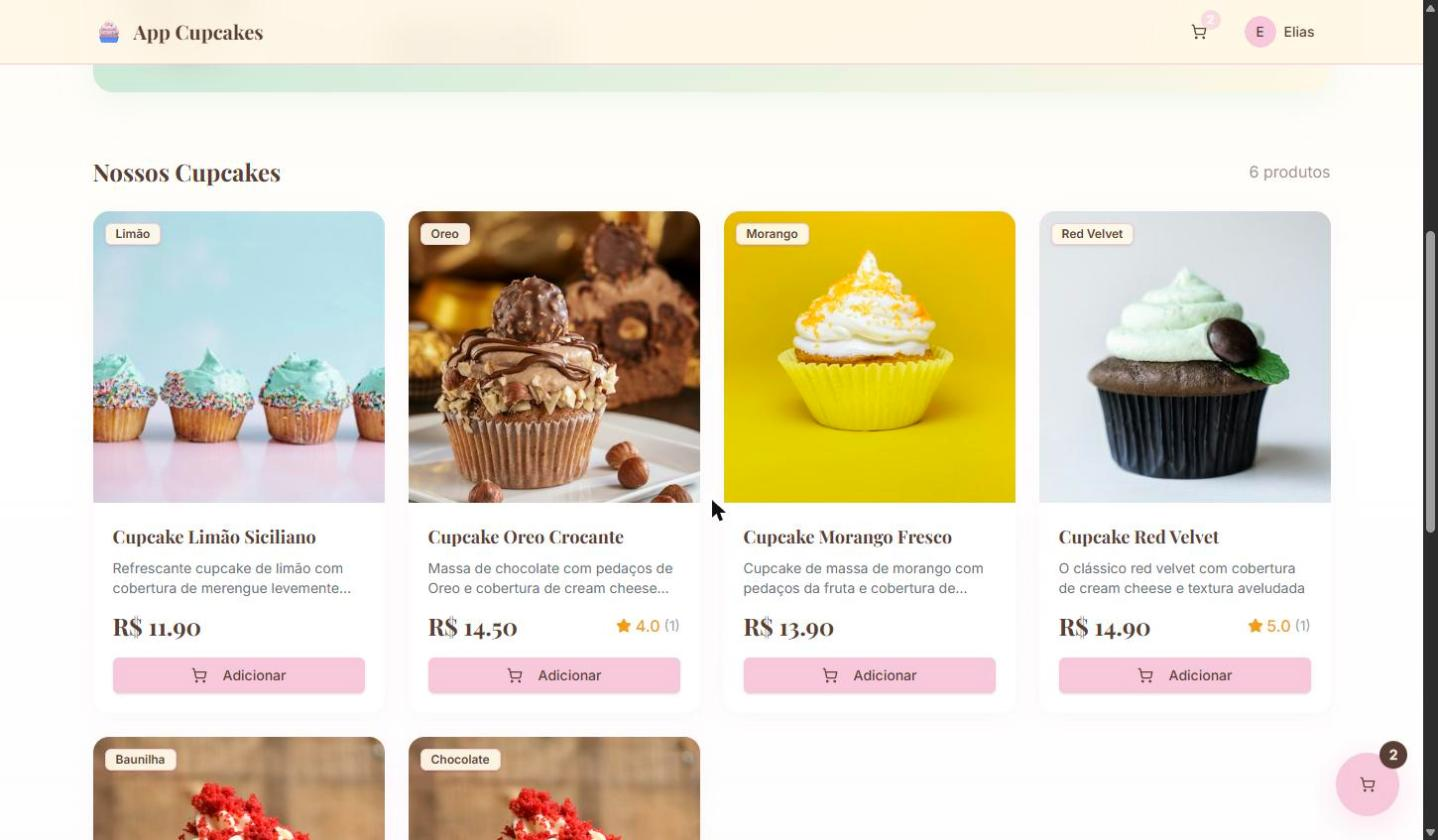 App Cupcakes
2
E
Elias
Nossos Cupcakes
6 produtos
Limão
Oreo
Morango
Red Velvet
Cupcake Limão Siciliano
Refrescante cupcake de limão com
cobertura de merengue levemente...
R$ 11.90
Adicionar
Cupcake Oreo Crocante
Massa de chocolate com pedaços de
Oreo e cobertura de cream cheese...
R$ 14.50
4.0 (1)
Adicionar
Cupcake Morango Fresco
Cupcake de massa de morango com
pedaços da fruta e cobertura de...
R$ 13.90
Adicionar
Cupcake Red Velvet
O clássico red velvet com cobertura
de cream cheese e textura aveludada
R$ 14.90
5.0 (1)
Adicionar
Baunilha
Chocolate
2